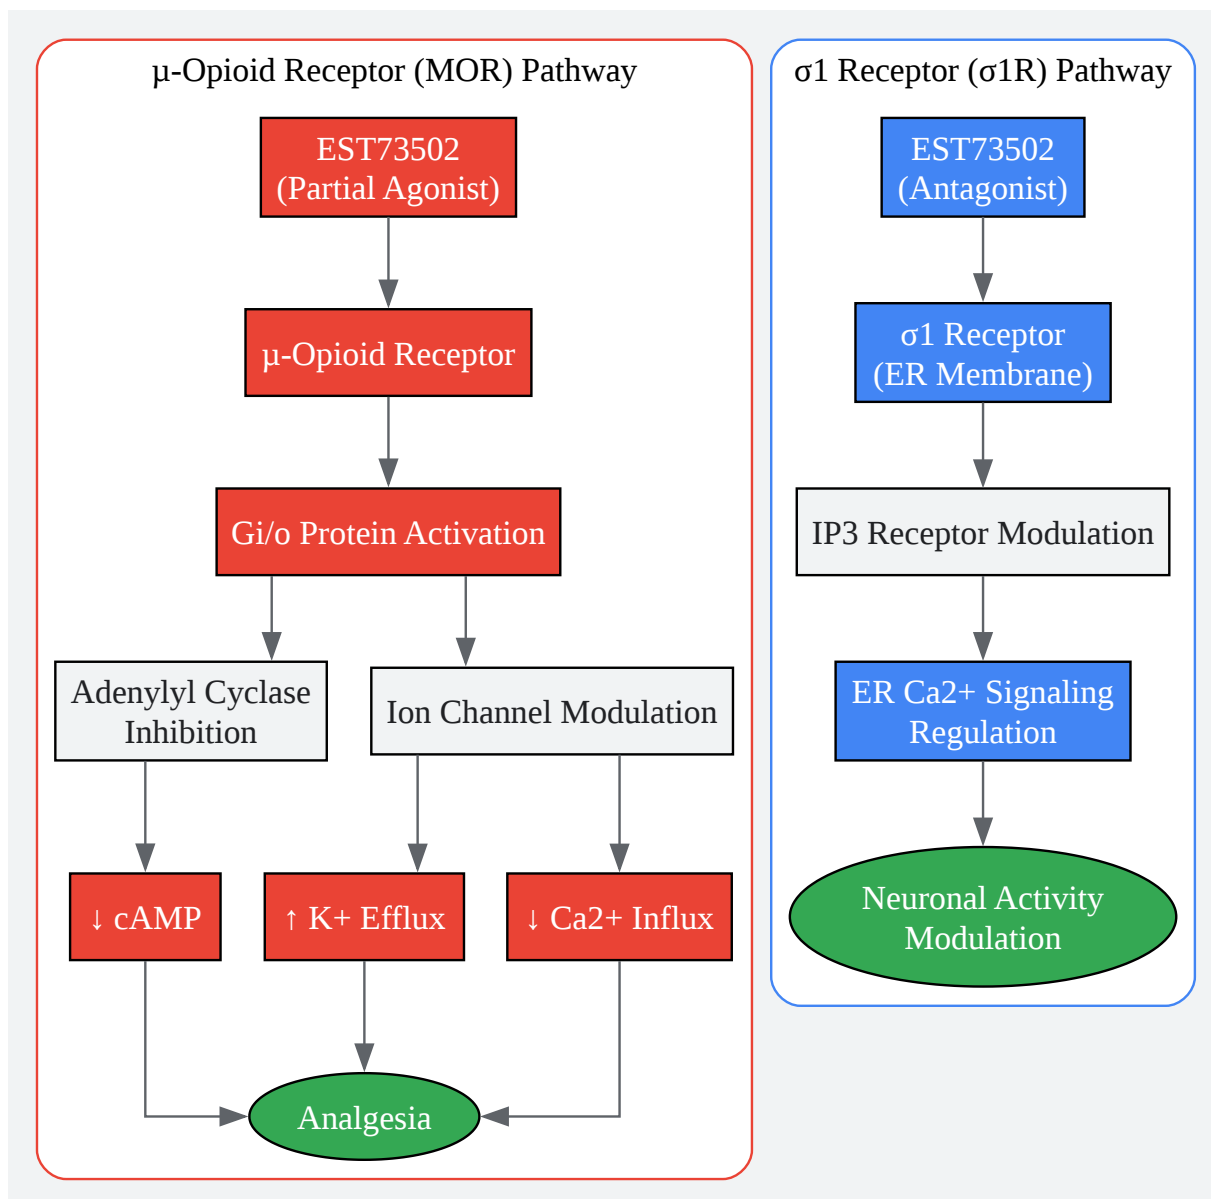 µ-Opioid Receptor (MOR) Pathway
EST73502
(Partial Agonist)
µ-Opioid Receptor
Gi/o Protein Activation
Adenylyl Cyclase
Inhibition
Ion Channel Modulation
↓ cAMP
↑ K+ Efflux
↓ Ca2+ Influx
Analgesia
σ1 Receptor (σ1R) Pathway
EST73502
(Antagonist)
σ1 Receptor
(ER Membrane)
IP3 Receptor Modulation
ER Ca2+ Signaling
Regulation
Neuronal Activity
Modulation